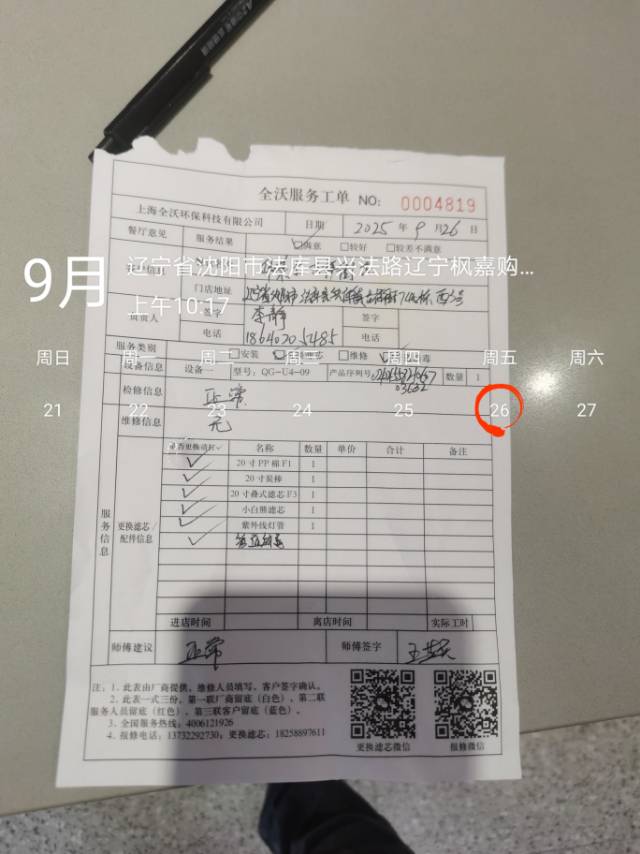 全沃服务工单 NO: 0004819
上海全沃环保科技有限公司 日期 2025 年 9 月 26 日
餐厅意见 服务结果 ☑满意 □较好 □较差不满意
辽宁省沈阳市法库县兴法路辽宁枫嘉购...
9月 上午10:17
门店地址
负责人 签字 李静 签字
电话 18640205485 电话
服务类别 □安装 □维修
周日 周一 周二 周三 周四 周五 周六
设备信息 设备一 型号: QG-U4-09 产品序列号 数量 1
21 22 23 24 25 26 27
检修信息 正常
维修信息 无
服务信息
更换滤芯/配件信息
是否更换请打✓ 名称 数量 单价 合计 备注
✓ 20寸PP棉F1 1
✓ 20寸炭棒 1
✓ 20寸叠式滤芯F3 1
✓ 小白熊滤芯 1
✓ 紫外线灯管 1
✓
进店时间 离店时间 实际工时
师傅建议 正常 师傅签字
注: 1. 此表由厂商提供, 维修人员填写, 客户签字确认。
2. 此表一式三份, 第一联厂商留底(白色), 第二联
服务人员留底(红色), 第三联客户留底(蓝色)。
3. 全国服务热线: 4006121926
4. 报修电话: 13732292730; 更换滤芯: 18258897611
更换滤芯微信 报修微信